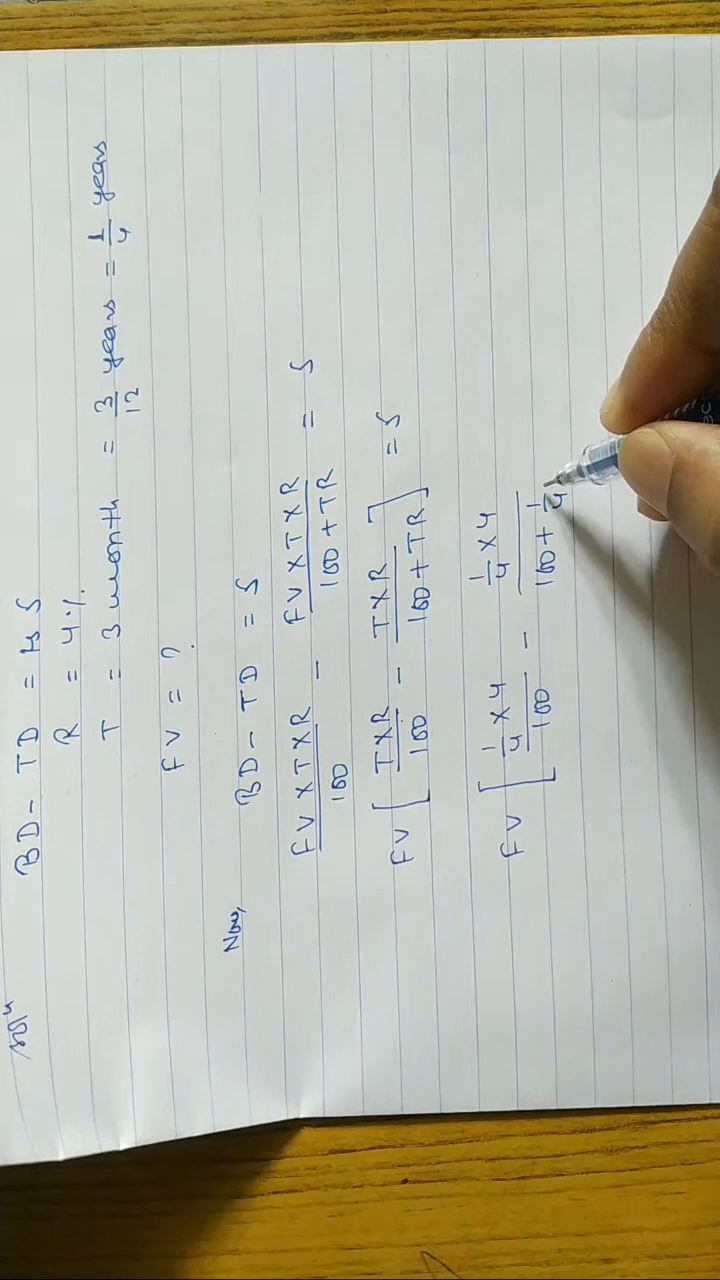 Solⁿ
BD - TD = Rs 5
R = 4%
T = 3 month = 3/12 years = 1/4 years
FV = ?
Now,
BD - TD = 5
FV X T X R / 100 - FV X T X R / 100 + TR = 5
FV [ T X R / 100 - T X R / 100 + TR ] = 5
FV [ 1/4 X 4 / 100 - 1/4 X 4 / 100 + 1/4